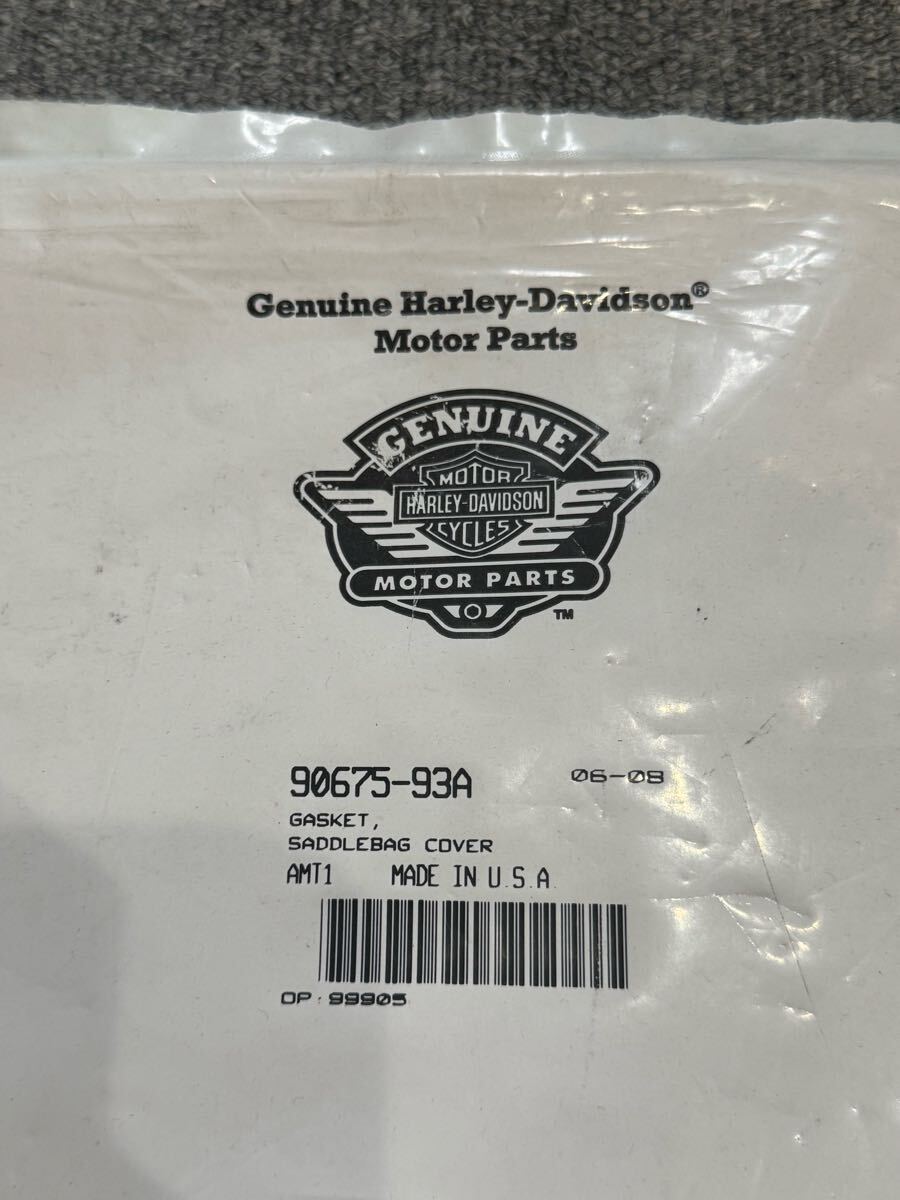 Genuine Harley-Davidson®
Motor Parts
GENUINE
MOTOR
HARLEY-DAVIDSON
CYCLES
MOTOR PARTS
TM
90675-93A 06-08
GASKET,
SADDLEBAG COVER
AMT1 MADE IN U.S.A.
OP: 99905